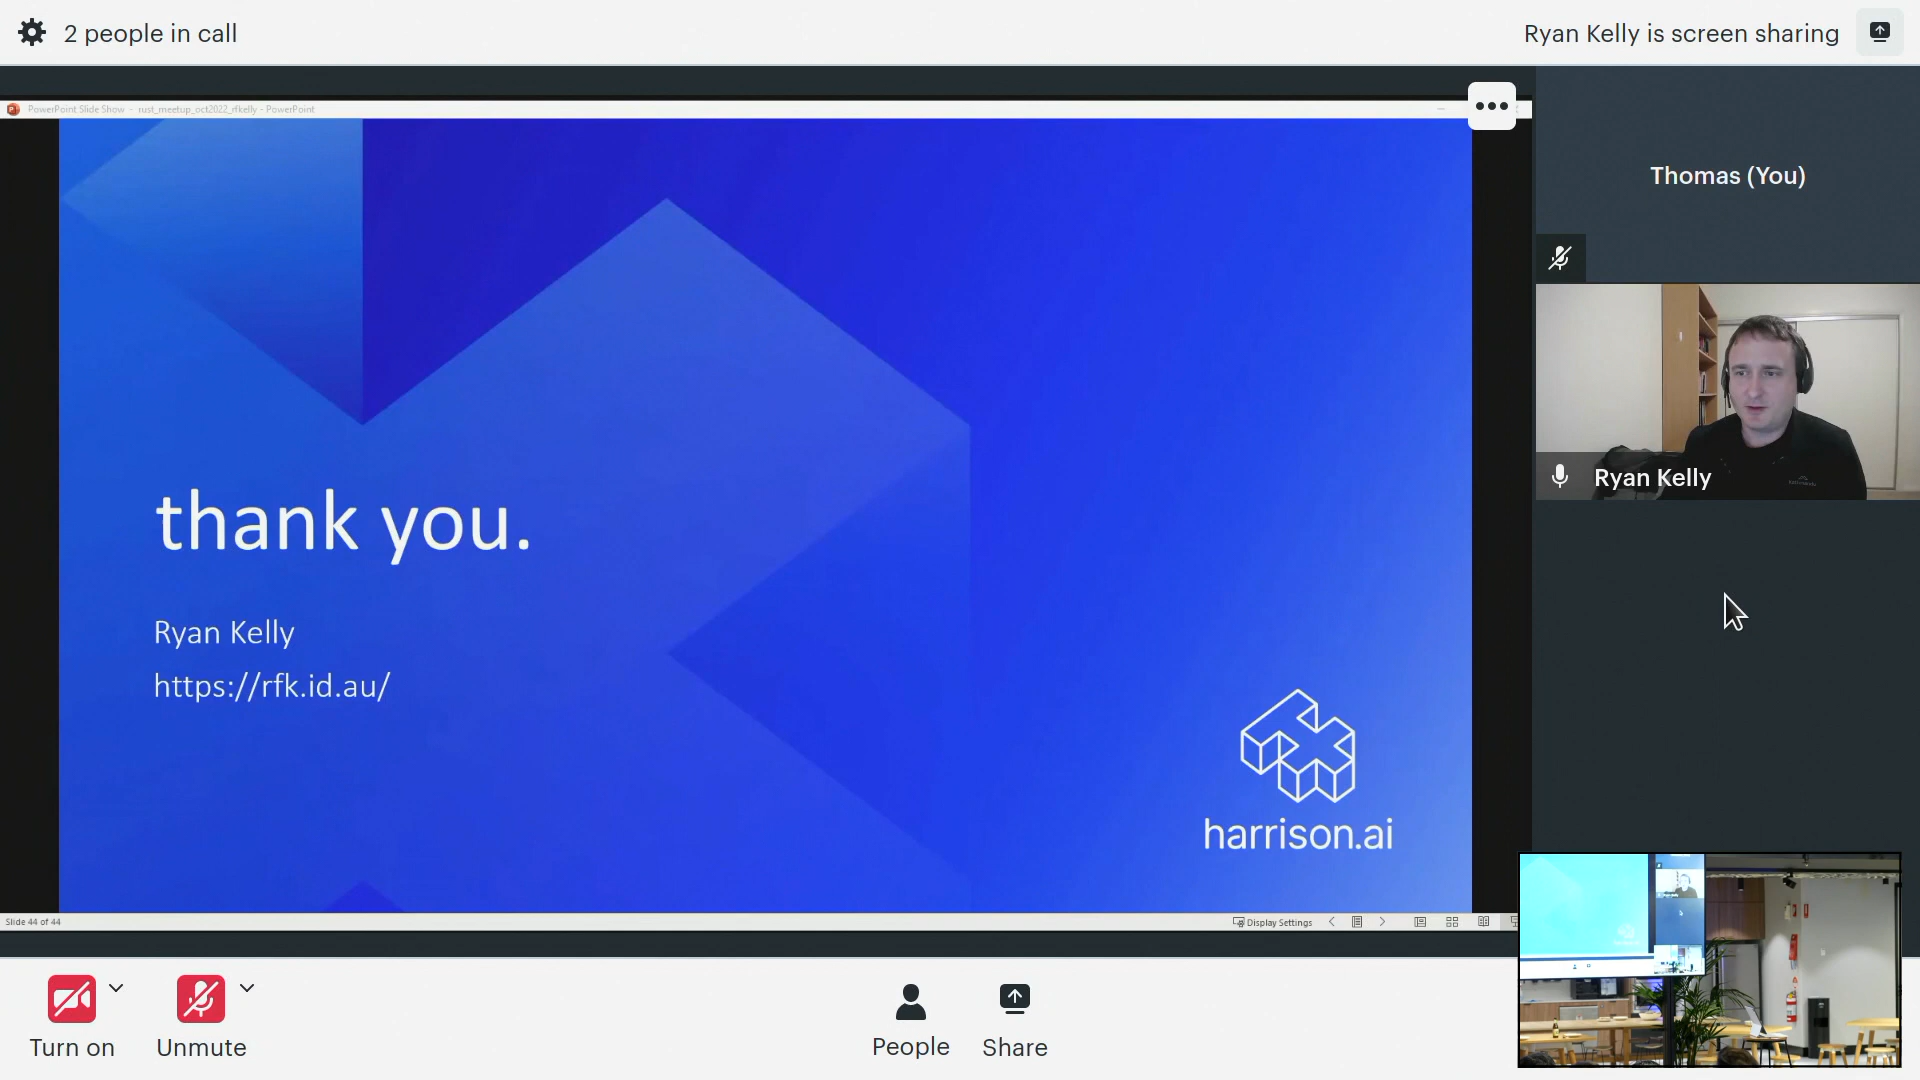 2 people in call
Ryan Kelly is screen sharing
PowerPoint Slide Show - rust_meetup_oct2022_rfkelly - PowerPoint
Thomas (You)
Ryan Kelly
thank you.
Ryan Kelly
https://rfk.id.au/
harrison.ai
Slide 44 of 44
Display Settings
Turn on
Unmute
People
Share